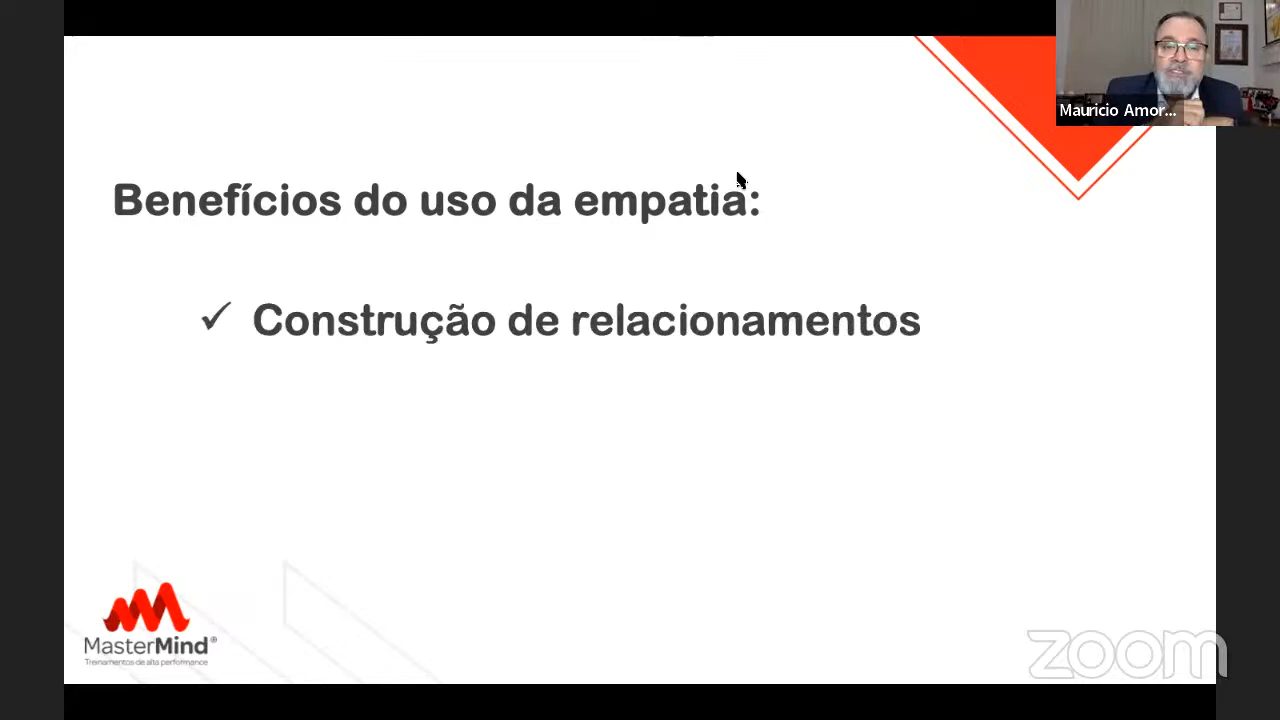 Mauricio Amor...
Benefícios do uso da empatia:
✓ Construção de relacionamentos
MasterMind®
Treinamentos de alta performance
zoom